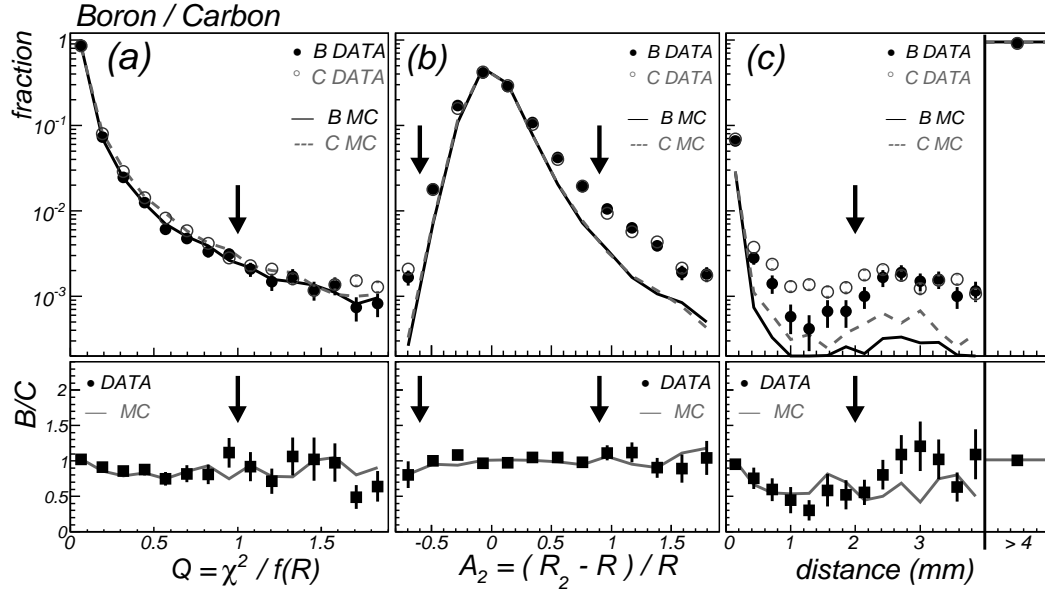 Boron / Carbon
fraction
1
10⁻¹
10⁻²
10⁻³
(a)
B DATA
C DATA
B MC
C MC
(b)
B DATA
C DATA
B MC
C MC
(c)
B DATA
C DATA
B MC
C MC
B/C
2
1.5
1
0.5
0
DATA
MC
DATA
MC
DATA
MC
0 0.5 1 1.5
-0.5 0 0.5 1 1.5
0 1 2 3 > 4
Q = χ² / f(R)
A₂ = ( R₂ - R ) / R
distance (mm)